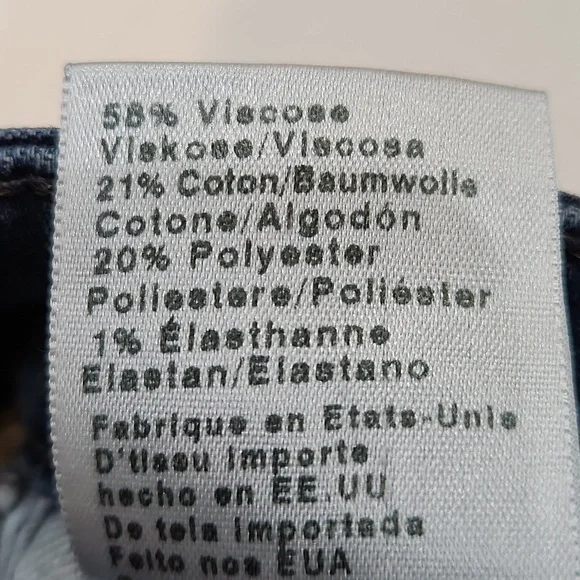 58% Viscose
Viskose/Viscosa
21% Coton/Baumwolle
Cotone/Algodón
20% Polyester
Poliestere/Poliéster
1% Élasthanne
Elastan/Elastano
Fabrique en Etats-Unis
D'tissu importe
hecho en EE.UU
De tela importada
Feito nos EUA